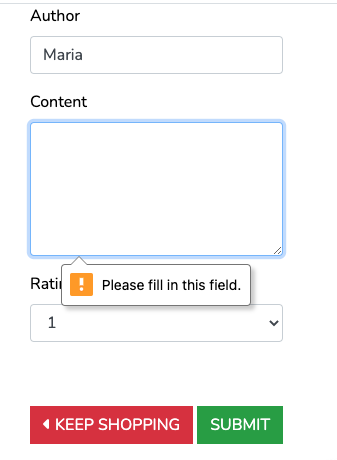 Author
Maria
Content
Please fill in this field.
1
KEEP SHOPPING
SUBMIT